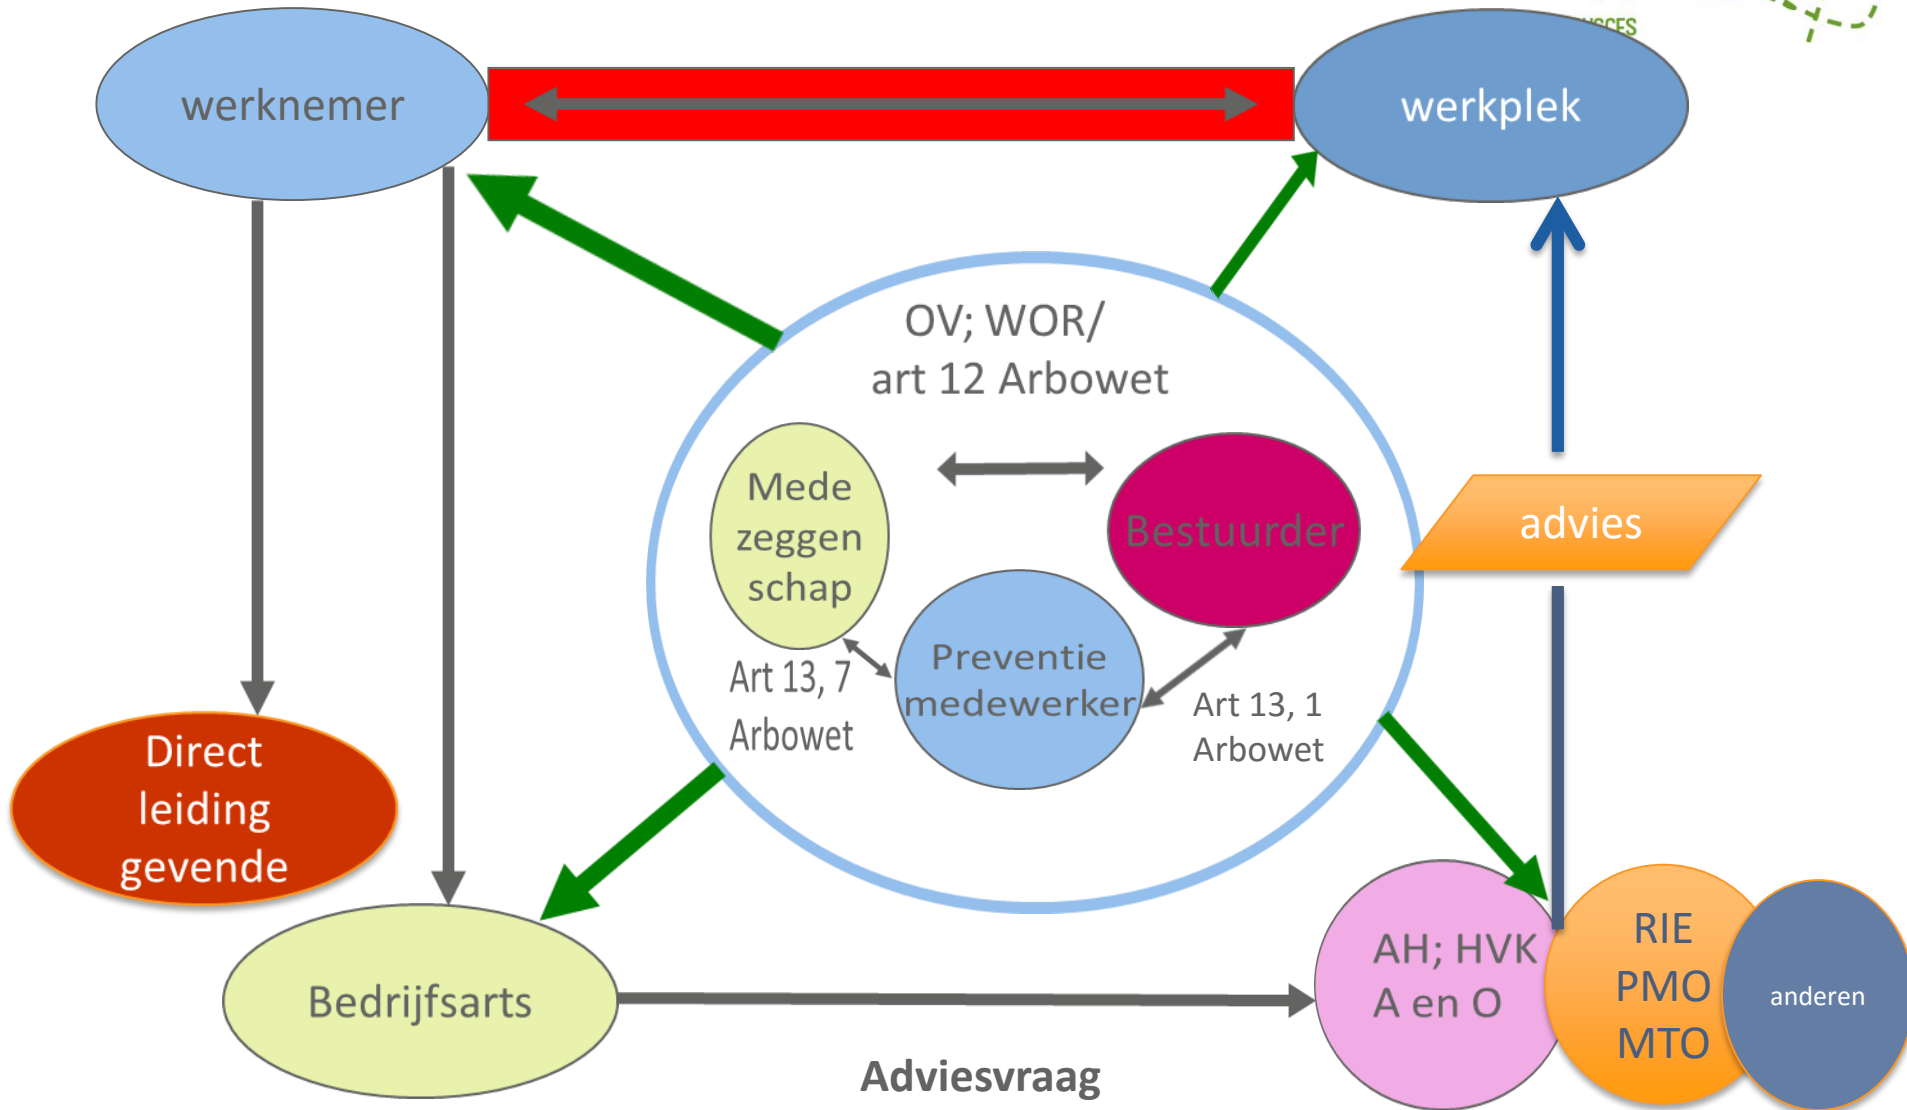 werknemer
werkplek
OV; WOR/
art 12 Arbowet
Mede
zeggen
schap
Bestuurder
advies
Preventie
medewerker
Art 13, 7
Arbowet
Art 13, 1
Arbowet
Direct
leiding
gevende
Bedrijfsarts
AH; HVK
A en O
RIE
PMO
MTO
anderen
Adviesvraag